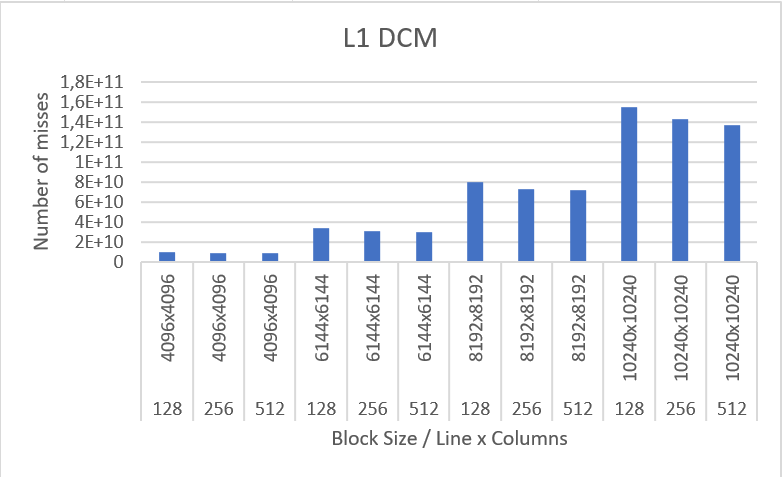 L1 DCM
Number of misses
1,8E+11
1,6E+11
1,4E+11
1,2E+11
1E+11
8E+10
6E+10
4E+10
2E+10
0
4096x4096 4096x4096 4096x4096 6144x6144 6144x6144 6144x6144 8192x8192 8192x8192 8192x8192 10240x10240 10240x10240 10240x10240
128 256 512 128 256 512 128 256 512 128 256 512
Block Size / Line x Columns